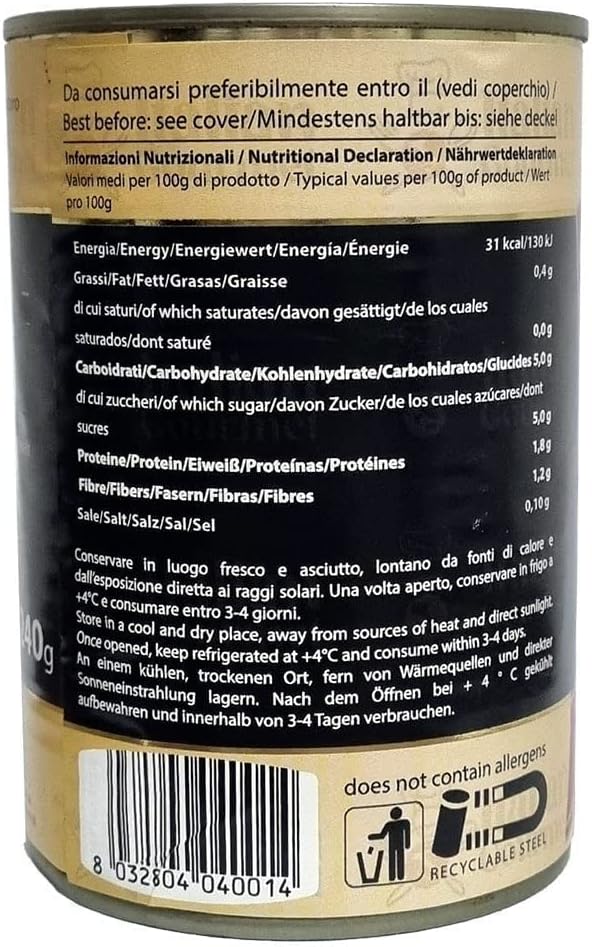 Da consumarsi preferibilmente entro il (vedi coperchio) /
Best before: see cover/Mindestens haltbar bis: siehe deckel
Informazioni Nutrizionali / Nutritional Declaration / Nährwertdeklaration
Valori medi per 100g di prodotto / Typical values per 100g of product / Wert
pro 100g
Energia/Energy/Energiewert/Energía/Énergie 31 kcal/130 kJ
Grassi/Fat/Fett/Grasas/Graisse 0,4 g
di cui saturi/of which saturates/davon gesättigt/de los cuales
saturados/dont saturé 0,0 g
Carboidrati/Carbohydrate/Kohlenhydrate/Carbohidratos/Glucides 5,0 g
di cui zuccheri/of which sugar/davon Zucker/de los cuales azúcares/dont
sucres 5,0 g
Proteine/Protein/Eiweiß/Proteínas/Protéines 1,8 g
Fibre/Fibers/Fasern/Fibras/Fibres 1,2 g
Sale/Salt/Salz/Sal/Sel 0,10 g
Conservare in luogo fresco e asciutto, lontano da fonti di calore e
dall'esposizione diretta ai raggi solari. Una volta aperto, conservare in frigo a
+4°C e consumare entro 3-4 giorni.
Store in a cool and dry place, away from sources of heat and direct sunlight.
Once opened, keep refrigerated at +4°C and consume within 3-4 days.
An einem kühlen, trockenen Ort, fern von Wärmequellen und direkter
Sonneneinstrahlung lagern. Nach dem Öffnen bei + 4 ° C gekühlt
aufbewahren und innerhalb von 3-4 Tagen verbrauchen.
40g
does not contain allergens
RECYCLABLE STEEL
8 032804 040014